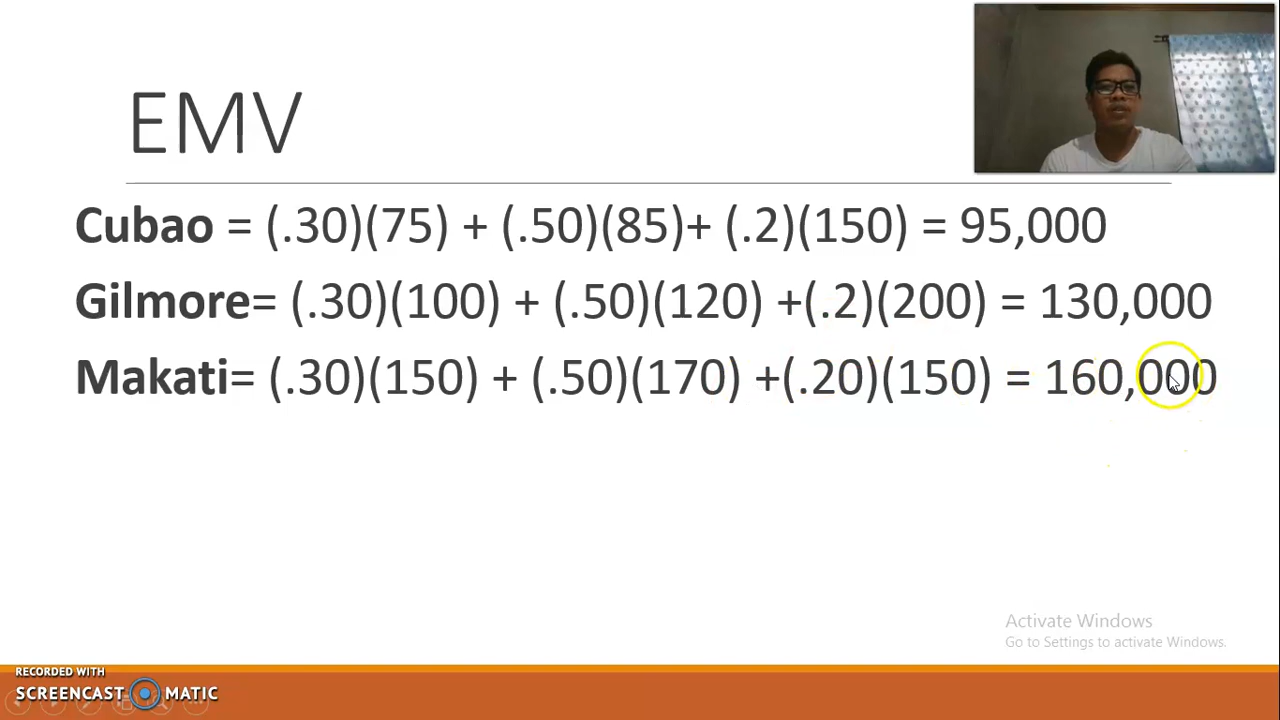 EMV
Cubao = (.30)(75) + (.50)(85)+ (.2)(150) = 95,000
Gilmore= (.30)(100) + (.50)(120) +(.2)(200) = 130,000
Makati= (.30)(150) + (.50)(170) +(.20)(150) = 160,000
Activate Windows
Go to Settings to activate Windows.
RECORDED WITH
SCREENCAST MATIC